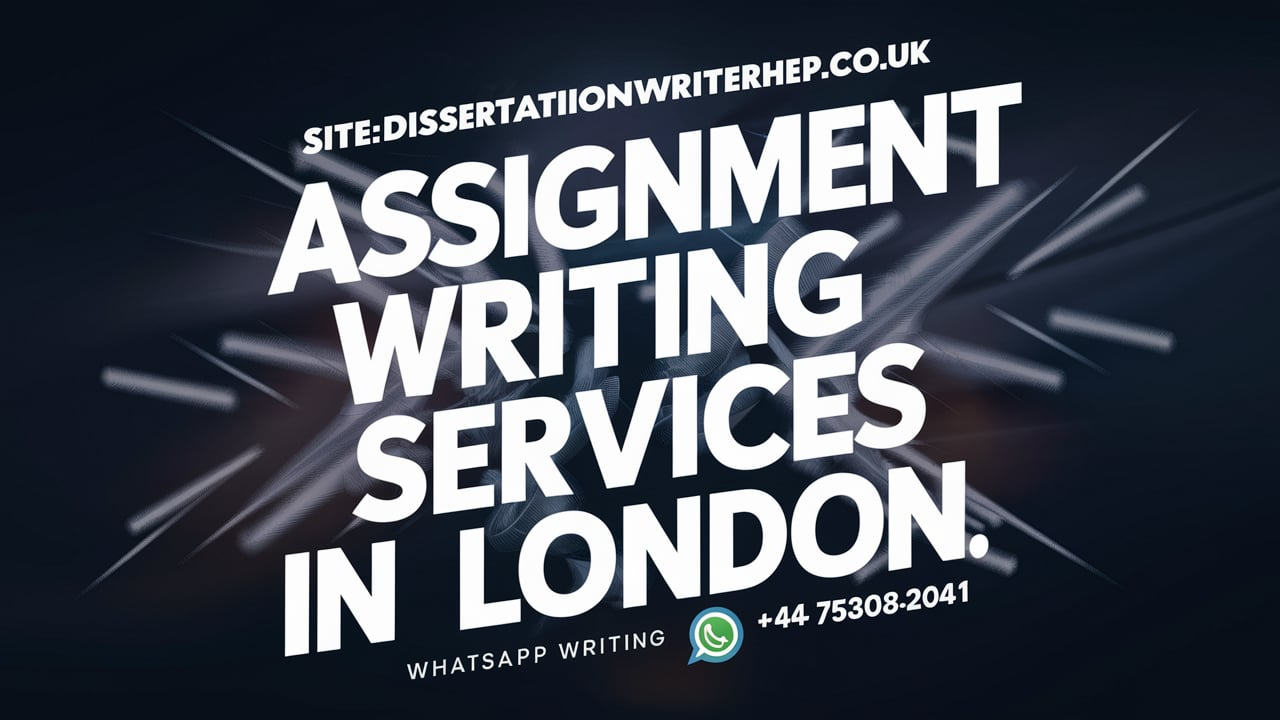 SITE:DISSERTATIIONWRITERHEP.CO.UK
ASSIGNMENT
WRITING
SERVICES
IN LONDON.
WHATSAPP WRITING +44 75308-2041